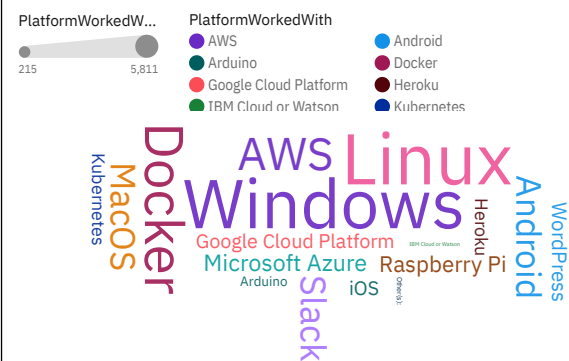 PlatformWorkedW...
215
5,811
PlatformWorkedWith
AWS
Android
Arduino
Docker
Google Cloud Platform
Heroku
IBM Cloud or Watson
Kubernetes
Kubernetes
MacOS
Docker
AWS
Linux
Windows
Google Cloud Platform
IBM Cloud or Watson
Heroku
Android
WordPress
Microsoft Azure
Raspberry Pi
Arduino
Slack
iOS
Other(s):